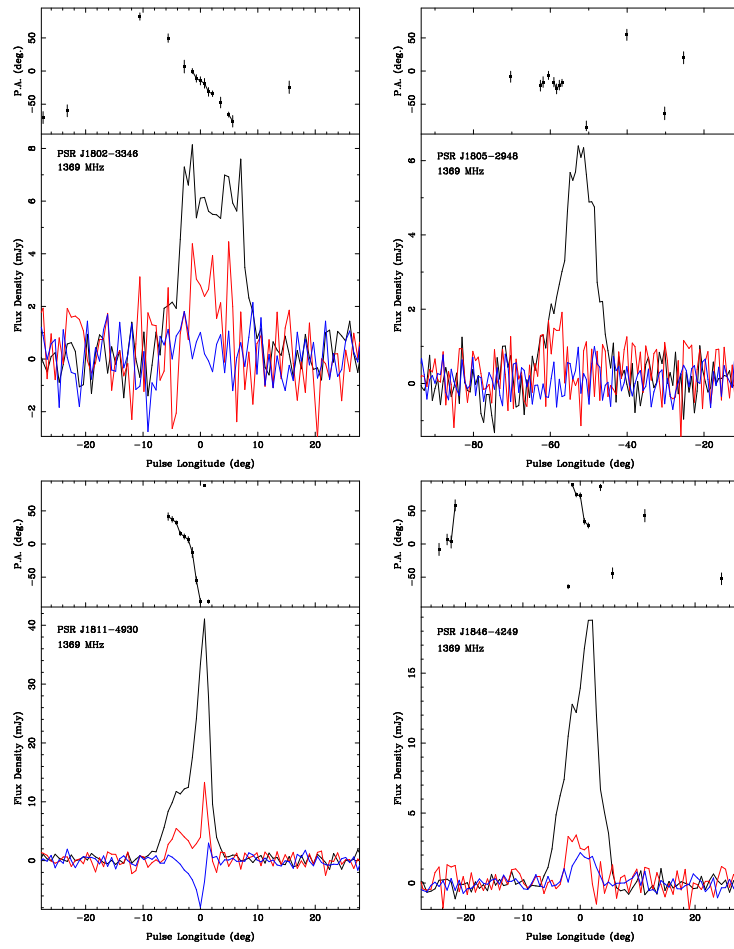 P.A. (deg.)
50
0
−50
PSR J1802−3346
1369 MHz
Flux Density (mJy)
8
6
4
2
0
−2
−20
−10
0
10
20
Pulse Longitude (deg)
P.A. (deg.)
50
0
−50
PSR J1805−2948
1369 MHz
Flux Density (mJy)
6
4
2
0
−80
−60
−40
−20
Pulse Longitude (deg)
P.A. (deg.)
50
0
−50
PSR J1811−4930
1369 MHz
Flux Density (mJy)
40
30
20
10
0
−20
−10
0
10
20
Pulse Longitude (deg)
P.A. (deg.)
50
0
−50
PSR J1846−4249
1369 MHz
Flux Density (mJy)
15
10
5
0
−20
−10
0
10
20
Pulse Longitude (deg)